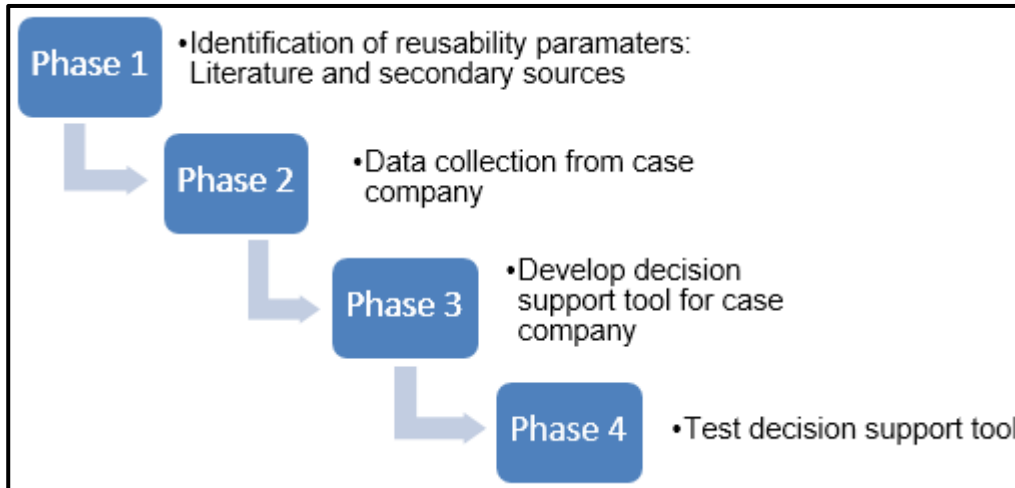 Phase 1
•Identification of reusability paramaters:
Literature and secondary sources
Phase 2
•Data collection from case
company
Phase 3
•Develop decision
support tool for case
company
Phase 4
•Test decision support tool